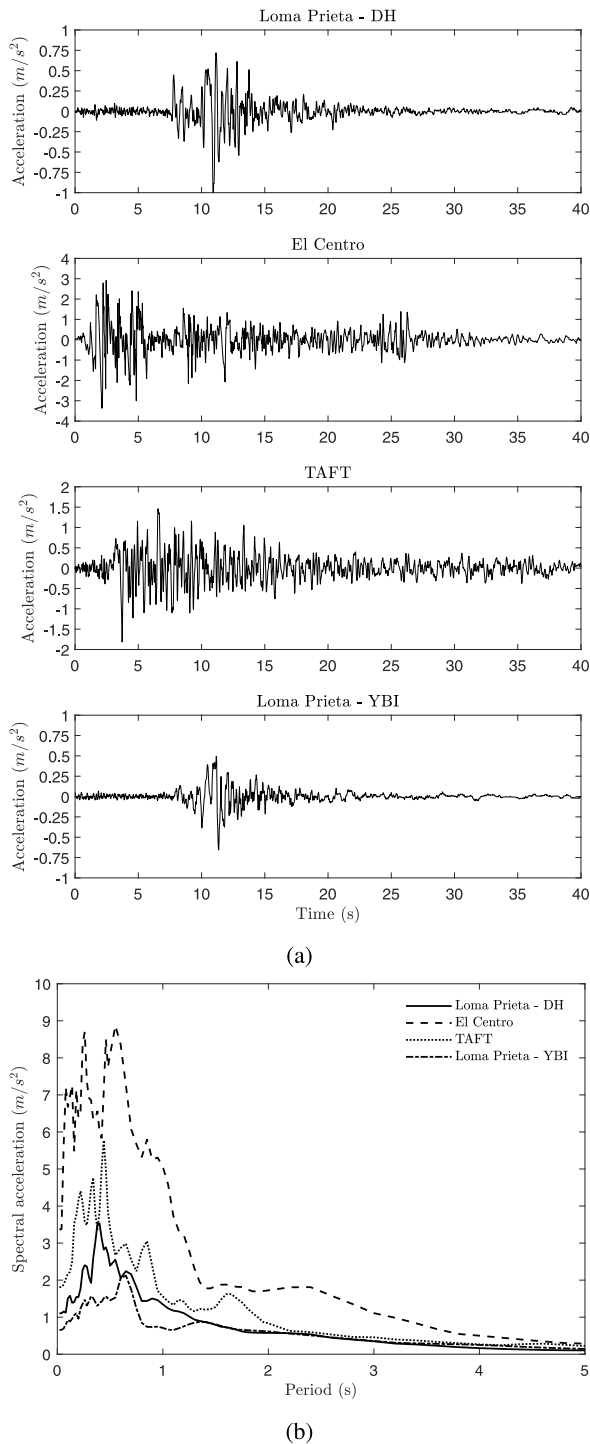 Loma Prieta - DH
Acceleration (m/s²)
1
0.75
0.5
0.25
0
-0.25
-0.5
-0.75
-1
0 5 10 15 20 25 30 35 40
El Centro
Acceleration (m/s²)
4
3
2
1
0
-1
-2
-3
-4
0 5 10 15 20 25 30 35 40
TAFT
Acceleration (m/s²)
2
1.5
1
0.5
0
-0.5
-1
-1.5
-2
0 5 10 15 20 25 30 35 40
Loma Prieta - YBI
Acceleration (m/s²)
1
0.75
0.5
0.25
0
-0.25
-0.5
-0.75
-1
0 5 10 15 20 25 30 35 40
Time (s)
(a)
Spectral acceleration (m/s²)
10
9
8
7
6
5
4
3
2
1
0
Loma Prieta - DH
El Centro
TAFT
Loma Prieta - YBI
0 1 2 3 4 5
Period (s)
(b)